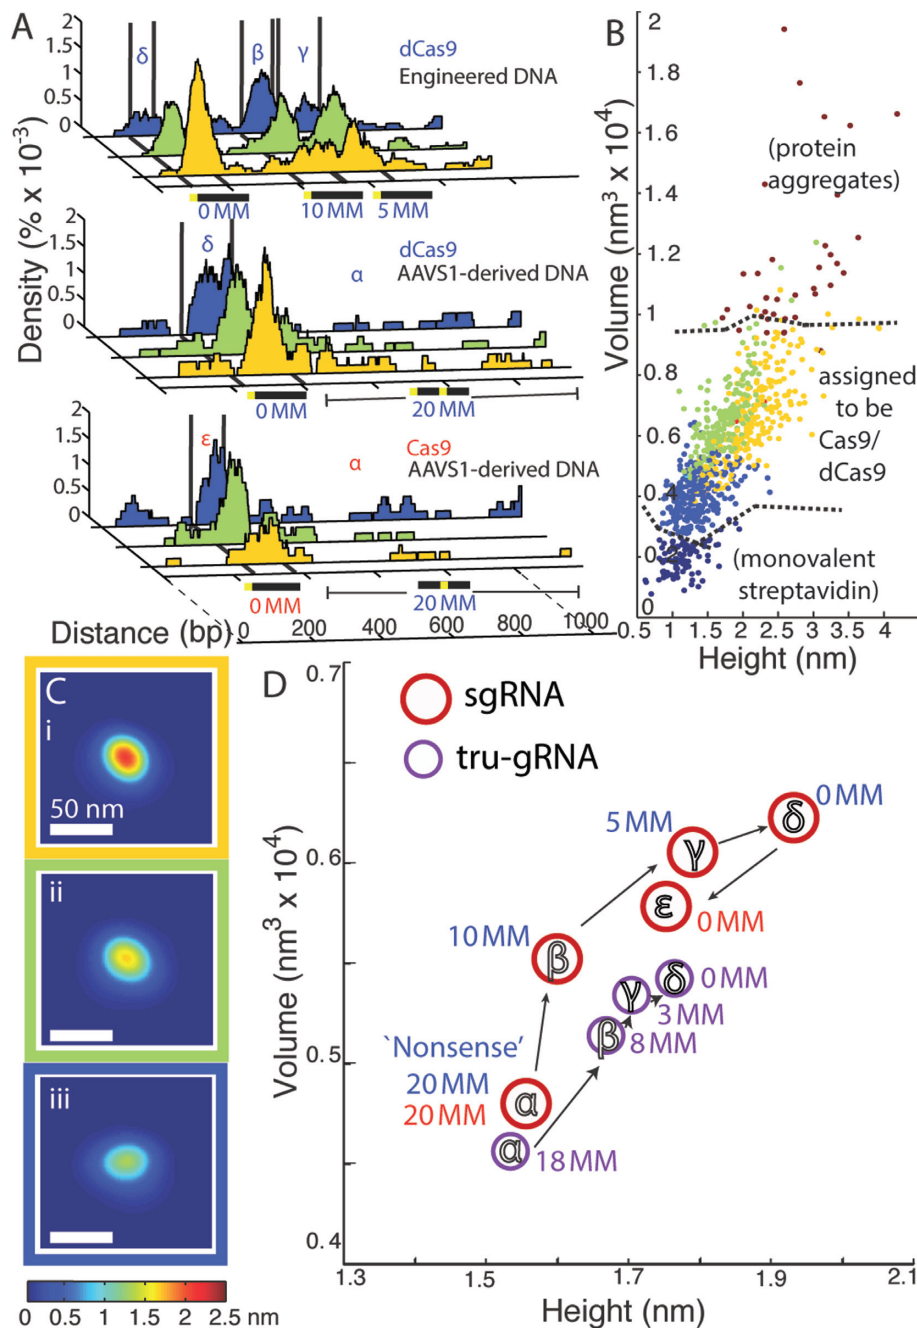 A
2
1.5
1
0.5
0
δ
β
γ
dCas9
Engineered DNA
0 MM
10 MM
5 MM
Density (% x 10-3)
2
1.5
1
0.5
0
δ
α
dCas9
AAVS1-derived DNA
0 MM
20 MM
2
1.5
1
0.5
0
ε
α
Cas9
AAVS1-derived DNA
0 MM
20 MM
Distance (bp)
0
200
400
600
800
1000
B
2
1.8
1.6
1.4
1.2
1
0.8
0.6
0.4
0.2
0
Volume (nm3 x 104)
(protein
aggregates)
assigned
to be
Cas9/
dCas9
(monovalent
streptavidin)
0.5
1
1.5
2
2.5
3
3.5
4
Height (nm)
C
i
50 nm
ii
iii
0
0.5
1
1.5
2
2.5 nm
D
sgRNA
tru-gRNA
0.7
0.6
0.5
0.4
Volume (nm3 x 104)
0 MM
δ
5 MM
γ
ε
0 MM
10 MM
β
δ
0 MM
γ
3 MM
β
8 MM
`Nonsense’
20 MM
20 MM
α
α
18 MM
1.3
1.5
1.7
1.9
2.1
Height (nm)